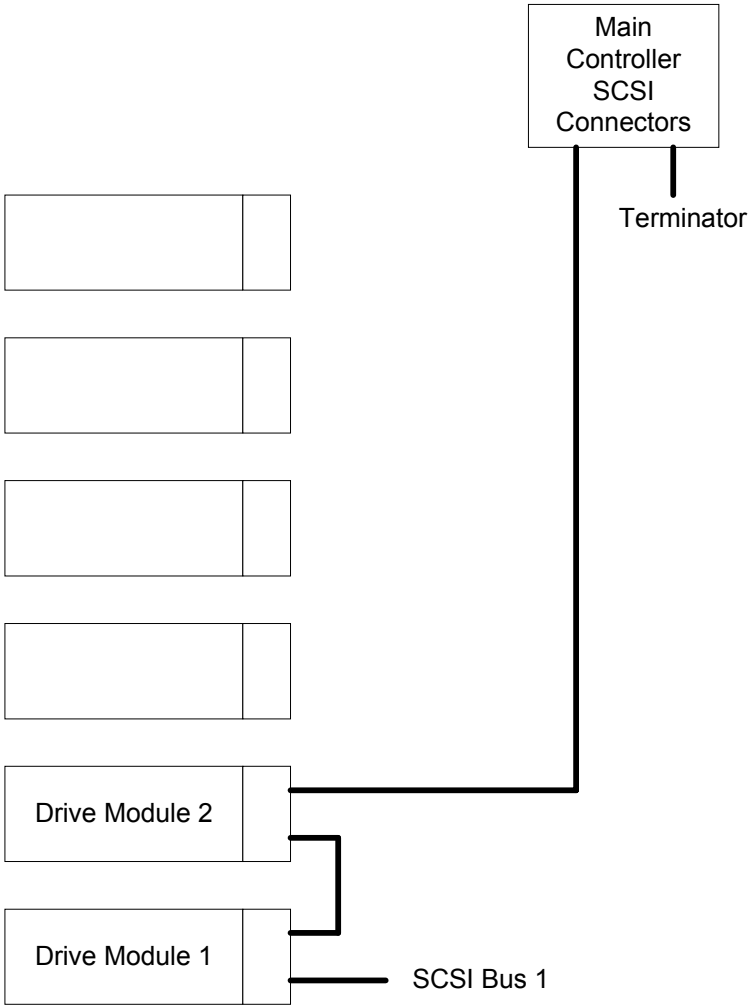 Main
Controller
SCSI
Connectors
Terminator
Drive Module 2
Drive Module 1
SCSI Bus 1